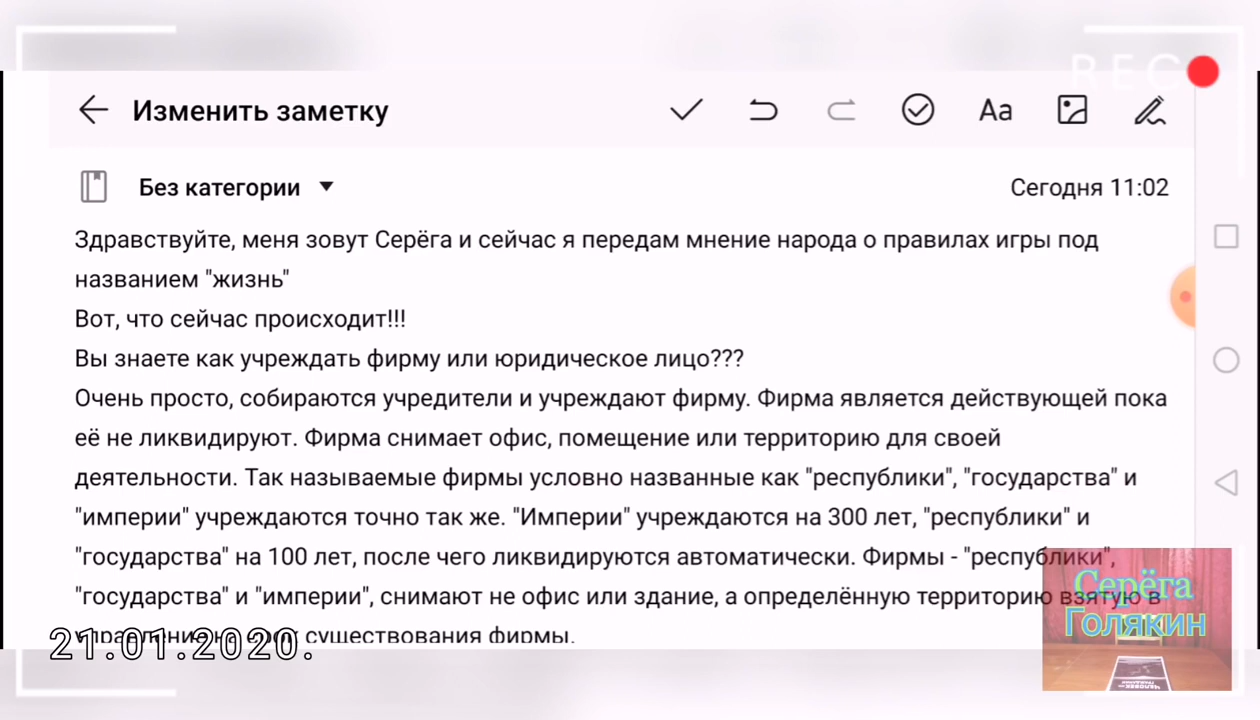 REC
Изменить заметку
Aa
Без категории
Сегодня 11:02
Здравствуйте, меня зовут Серёга и сейчас я передам мнение народа о правилах игры под
названием "жизнь"
Вот, что сейчас происходит!!!
Вы знаете как учреждать фирму или юридическое лицо???
Очень просто, собираются учредители и учреждают фирму. Фирма является действующей пока
её не ликвидируют. Фирма снимает офис, помещение или территорию для своей
деятельности. Так называемые фирмы условно названные как "республики", "государства" и
"империи" учреждаются точно так же. "Империи" учреждаются на 300 лет, "республики" и
"государства" на 100 лет, после чего ликвидируются автоматически. Фирмы - "республики",
"государства" и "империи", снимают не офис или здание, а определённую территорию взятую в
существования фирмы.
21.01.2020.
Серёга
Голякин